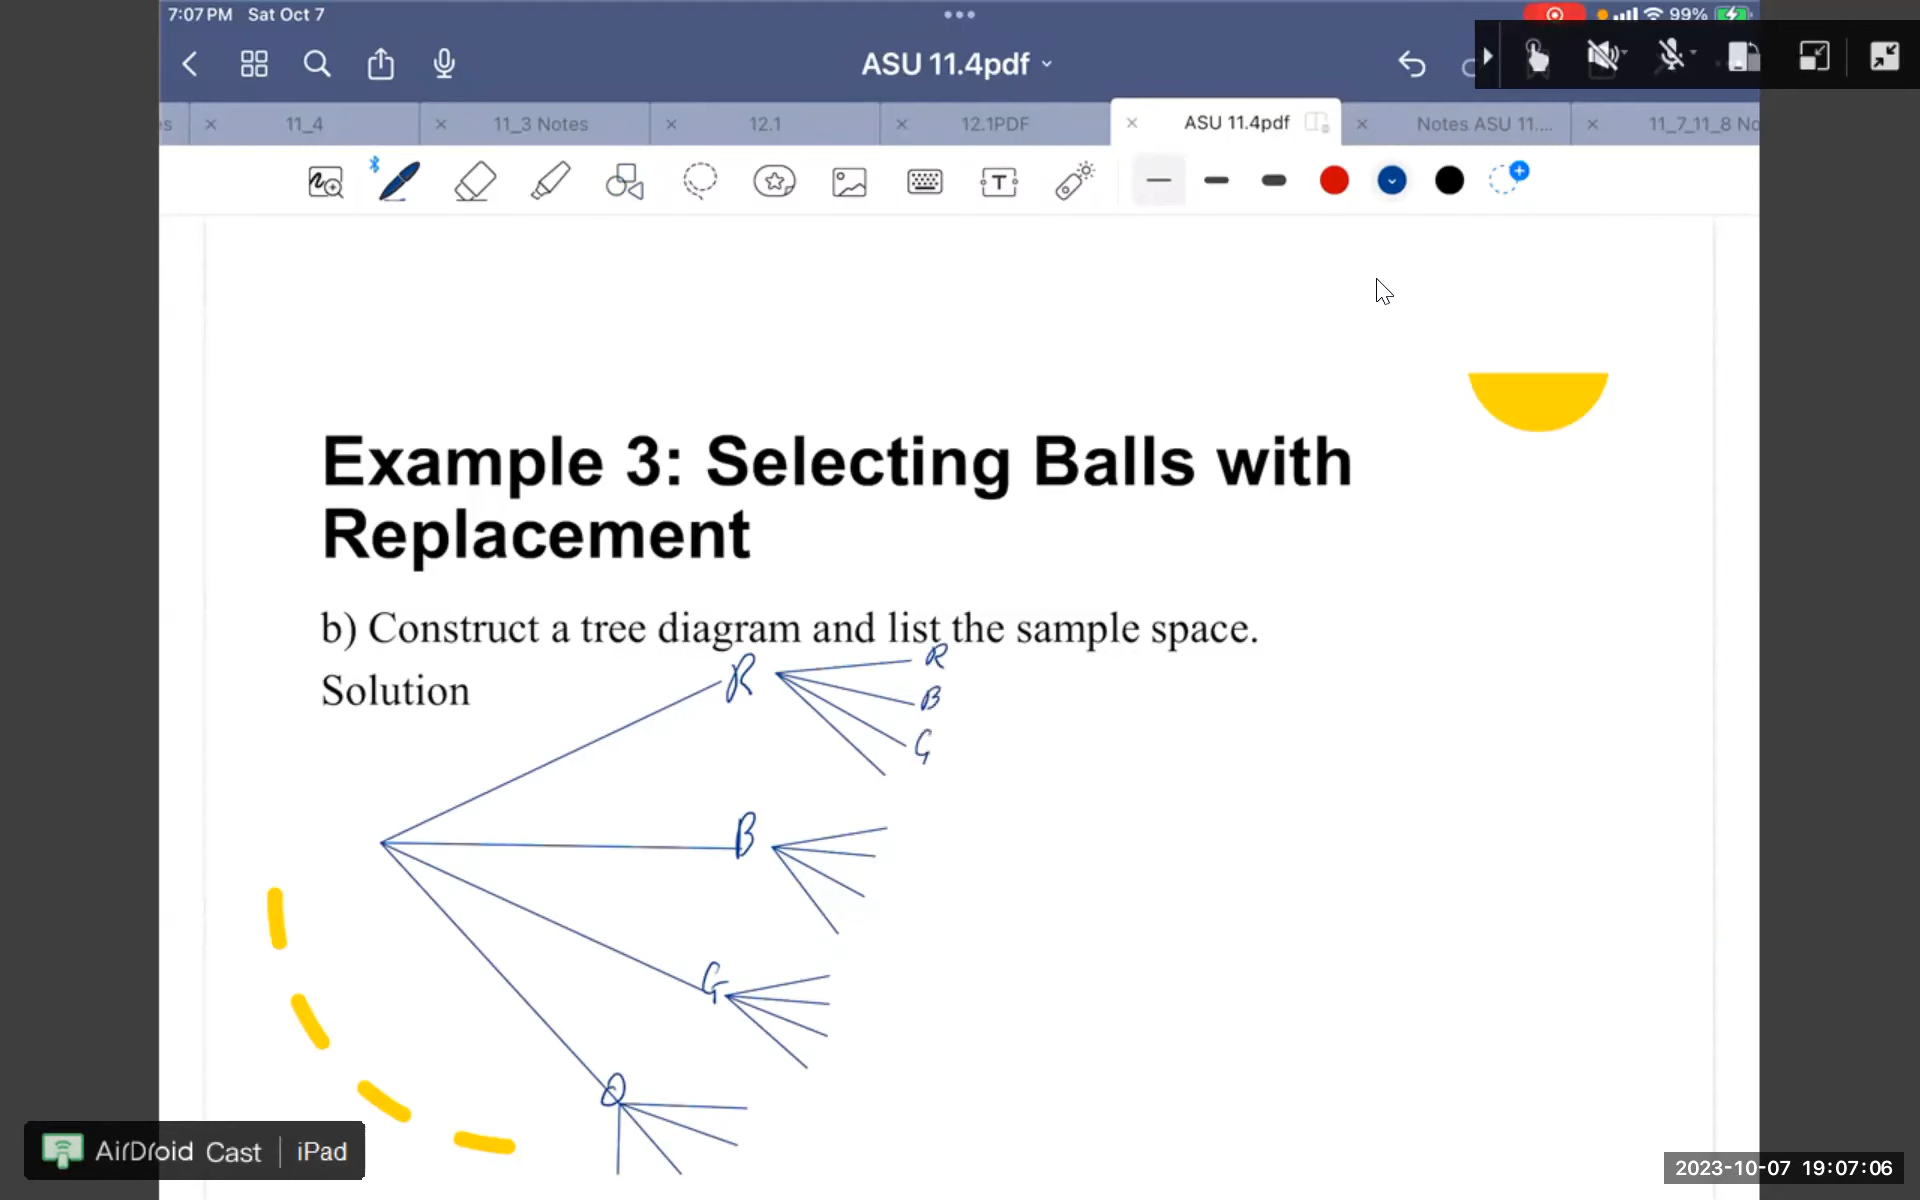 7:07 PM Sat Oct 7
99%
ASU 11.4pdf
11_4
11_3 Notes
12.1
12.1PDF
ASU 11.4pdf
Notes ASU 11....
11_7_11_8 No
T
Example 3: Selecting Balls with
Replacement
b) Construct a tree diagram and list the sample space.
Solution
R
R
B
G
B
G
O
AirDroid Cast | iPad
2023-10-07 19:07:06